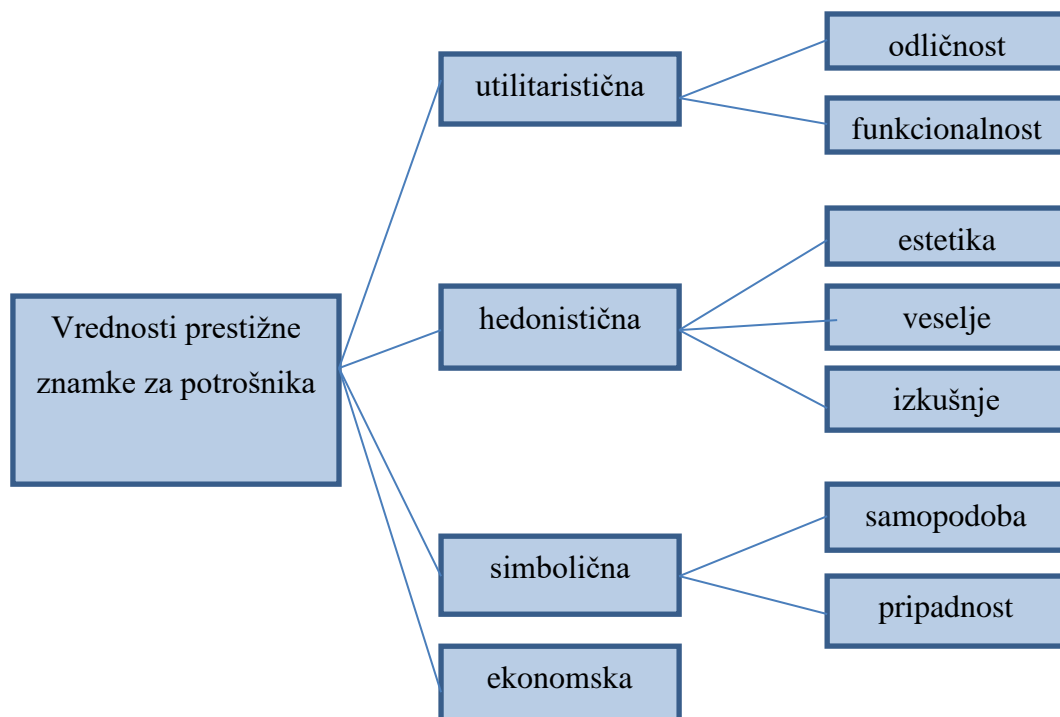 Vrednosti prestižne
znamke za potrošnika
utilitaristična
odličnost
funkcionalnost
hedonistična
estetika
veselje
izkušnje
simbolična
samopodoba
pripadnost
ekonomska